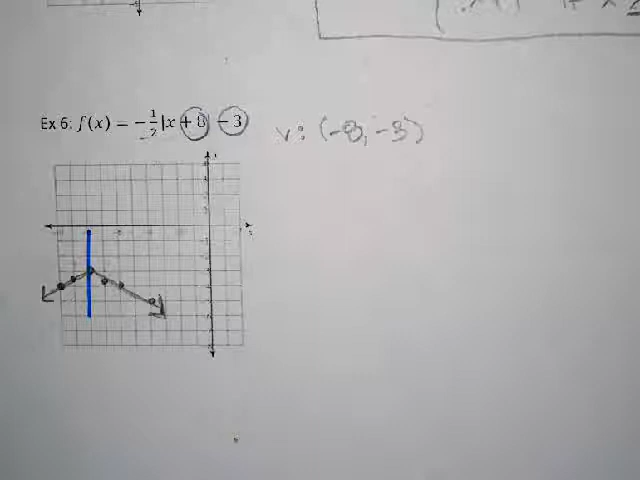 Ex 6: f(x) = -½|x + 8| - 3
v: (-8, -3)